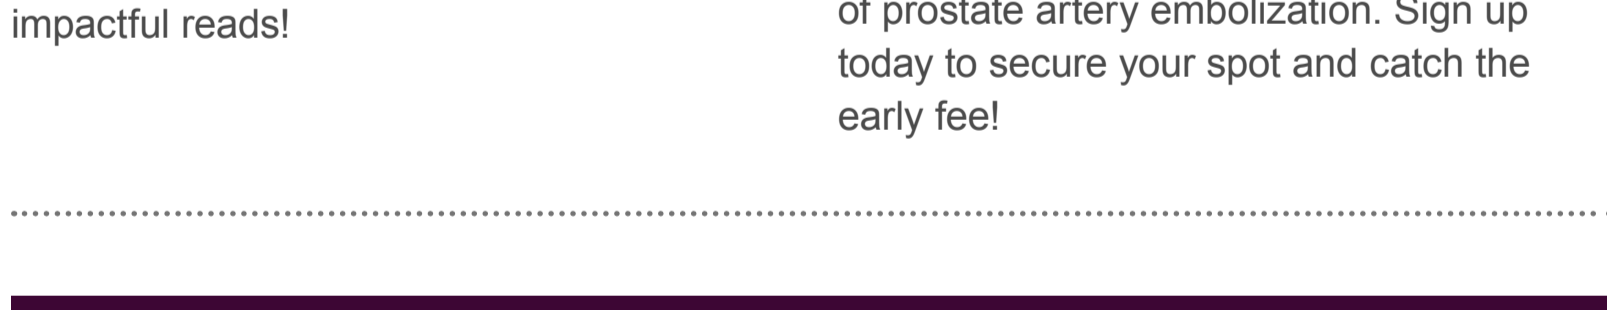 impactful reads!
of prostate artery embolization. Sign up
today to secure your spot and catch the
early fee!